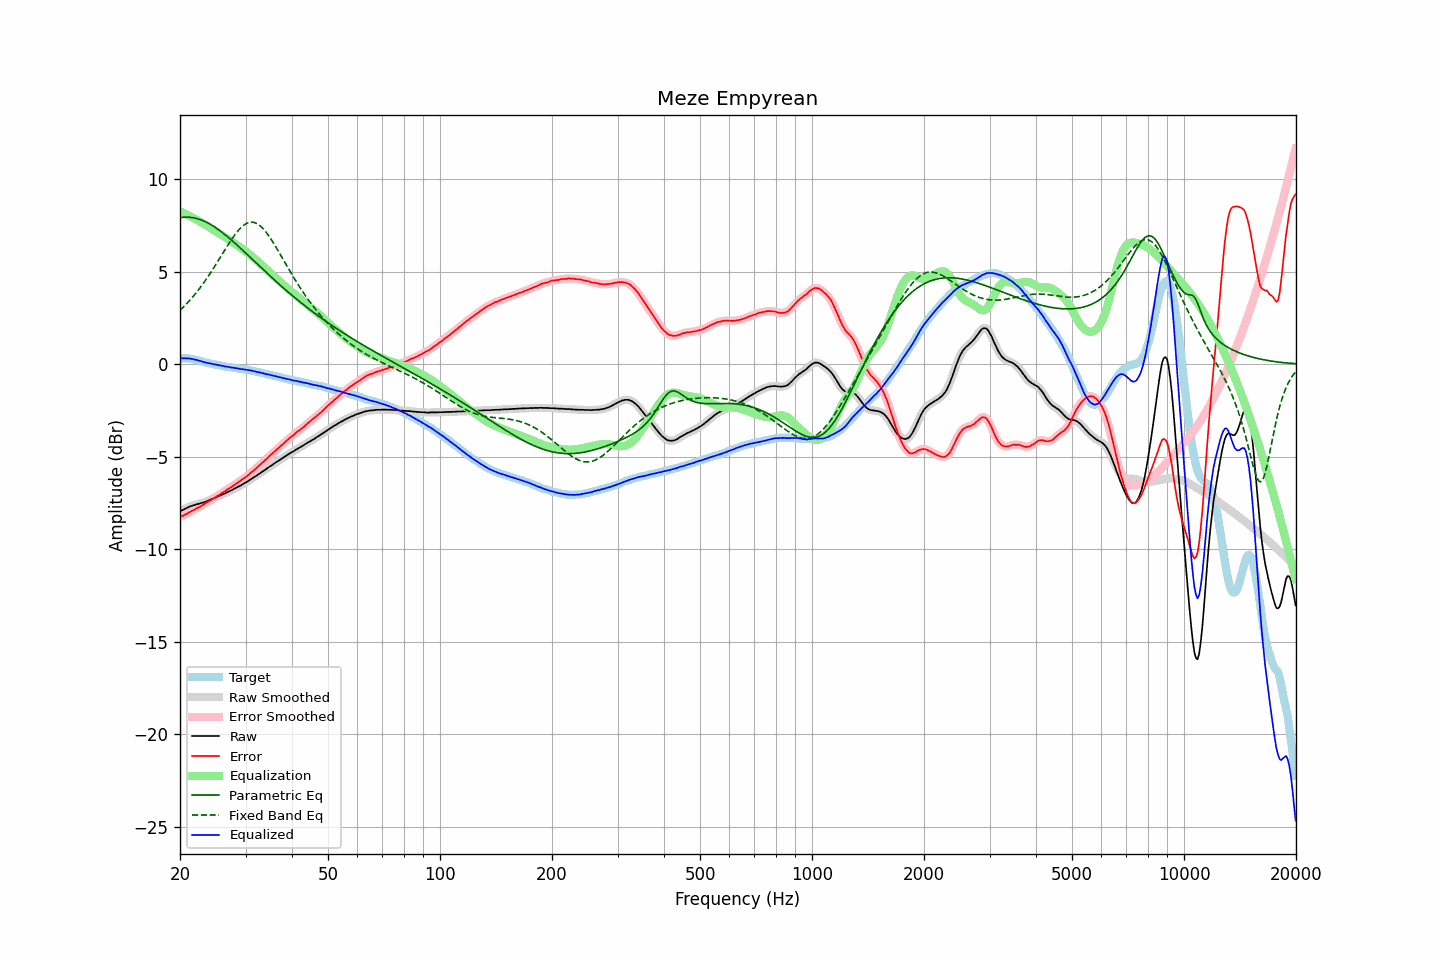 Meze Empyrean
Amplitude (dBr)
10
5
0
−5
−10
−15
−20
−25
Target
Raw Smoothed
Error Smoothed
Raw
Error
Equalization
Parametric Eq
Fixed Band Eq
Equalized
20 50 100 200 500 1000 2000 5000 10000 20000
Frequency (Hz)